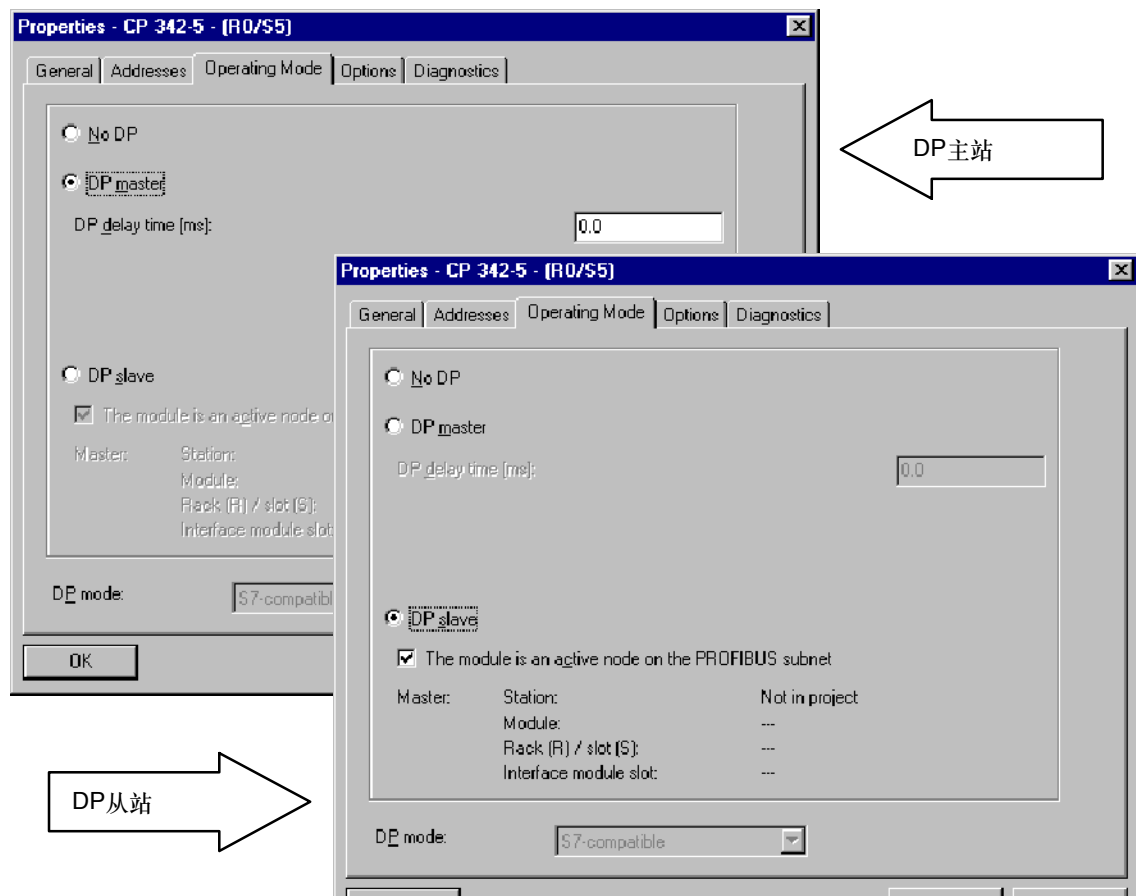 Properties - CP 342-5 - (R0/S5)
General Addresses Operating Mode Options Diagnostics
No DP
DP master
DP delay time [ms]: 0.0
DP slave
The module is an active node o
Master: Station:
Module:
Rack (R) / slot (S):
Interface module slot
DP mode: S7-compatibl
OK
DP主站
Properties - CP 342-5 - (R0/S5)
General Addresses Operating Mode Options Diagnostics
No DP
DP master
DP delay time [ms]: 0.0
DP slave
The module is an active node on the PROFIBUS subnet
Master: Station: Not in project
Module: ---
Rack (R) / slot (S): ---
Interface module slot: ---
DP mode: S7-compatible
DP从站